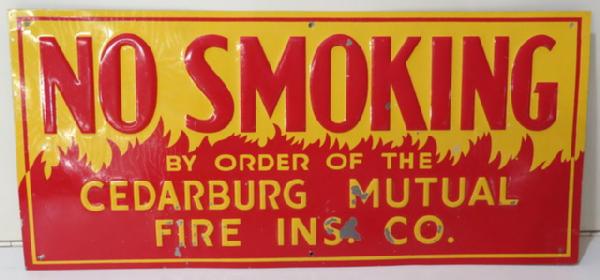 NO SMOKING
BY ORDER OF THE
CEDARBURG MUTUAL
FIRE INS. CO.